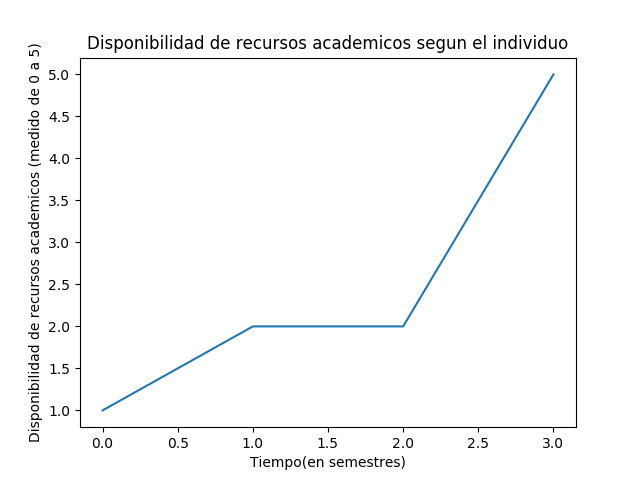 Disponibilidad de recursos academicos segun el individuo
Disponibilidad de recursos academicos (medido de 0 a 5)
5.0
4.5
4.0
3.5
3.0
2.5
2.0
1.5
1.0
0.0 0.5 1.0 1.5 2.0 2.5 3.0
Tiempo(en semestres)